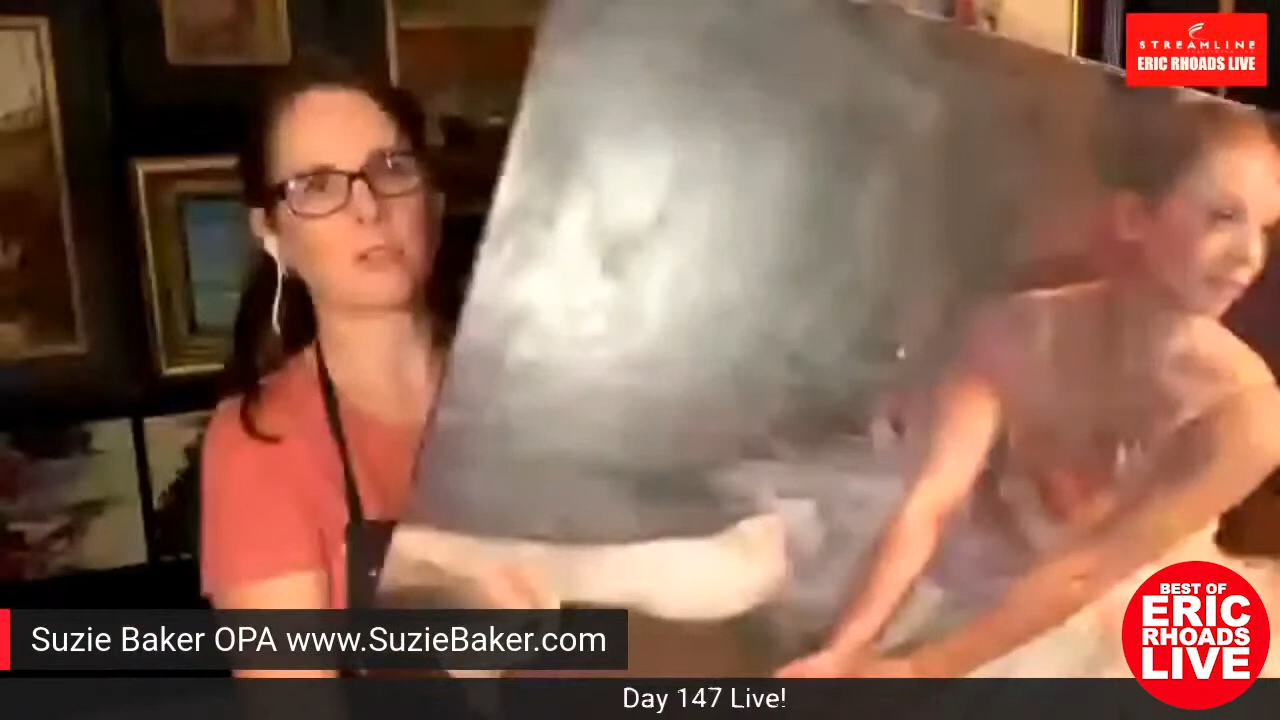 STREAMLINE
ERIC RHOADS LIVE
Suzie Baker OPA www.SuzieBaker.com
BEST OF
ERIC
RHOADS
LIVE
Day 147 Live!